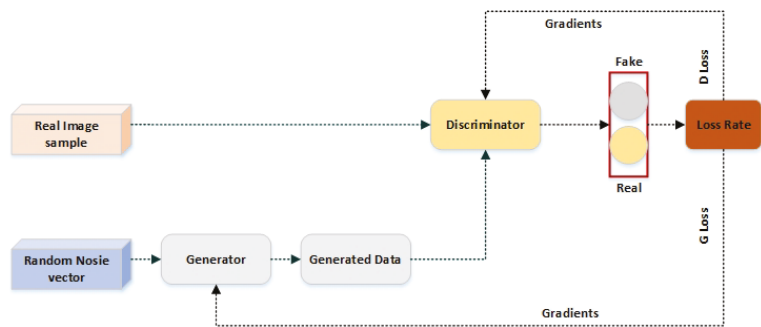 Gradients
Fake
D Loss
Real Image
sample
Discriminator
Loss Rate
Real
G Loss
Random Nosie
vector
Generator
Generated Data
Gradients